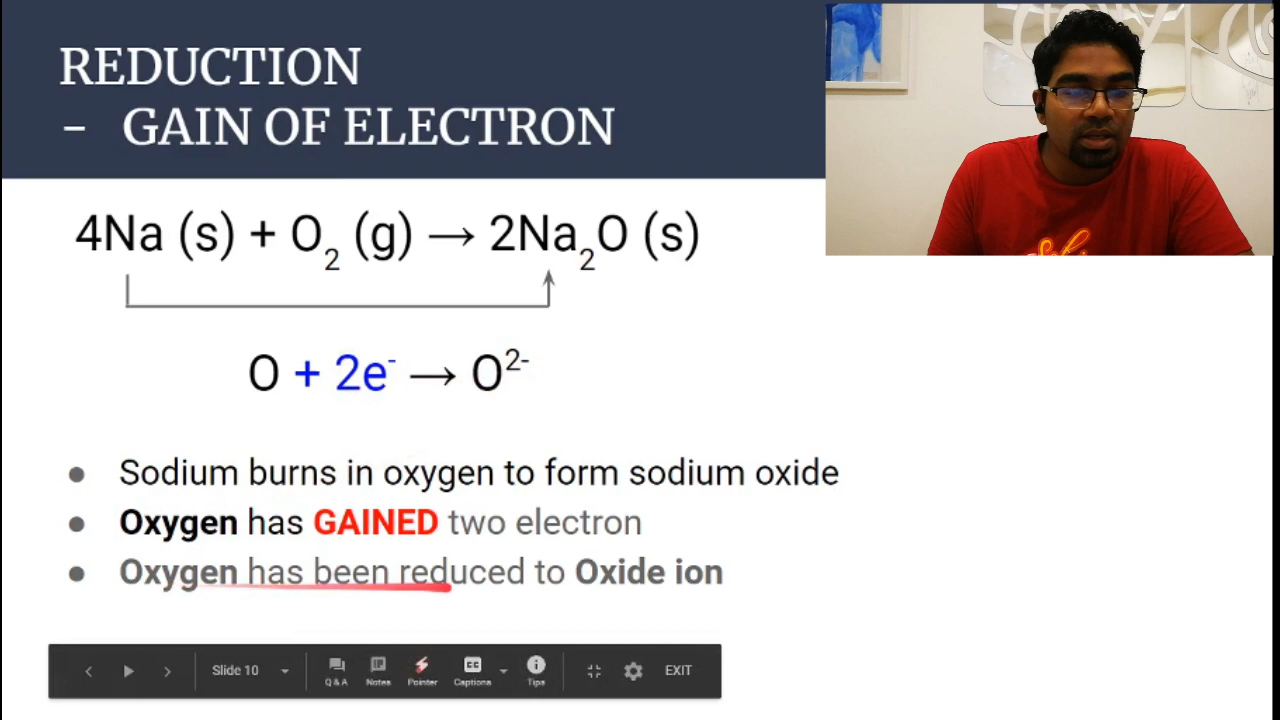 REDUCTION
- GAIN OF ELECTRON
4Na (s) + O₂ (g) → 2Na₂O (s)
O + 2e⁻ → O²⁻
● Sodium burns in oxygen to form sodium oxide
● Oxygen has GAINED two electron
● Oxygen has been reduced to Oxide ion
Slide 10
Q & A Notes Pointer Captions Tips
EXIT